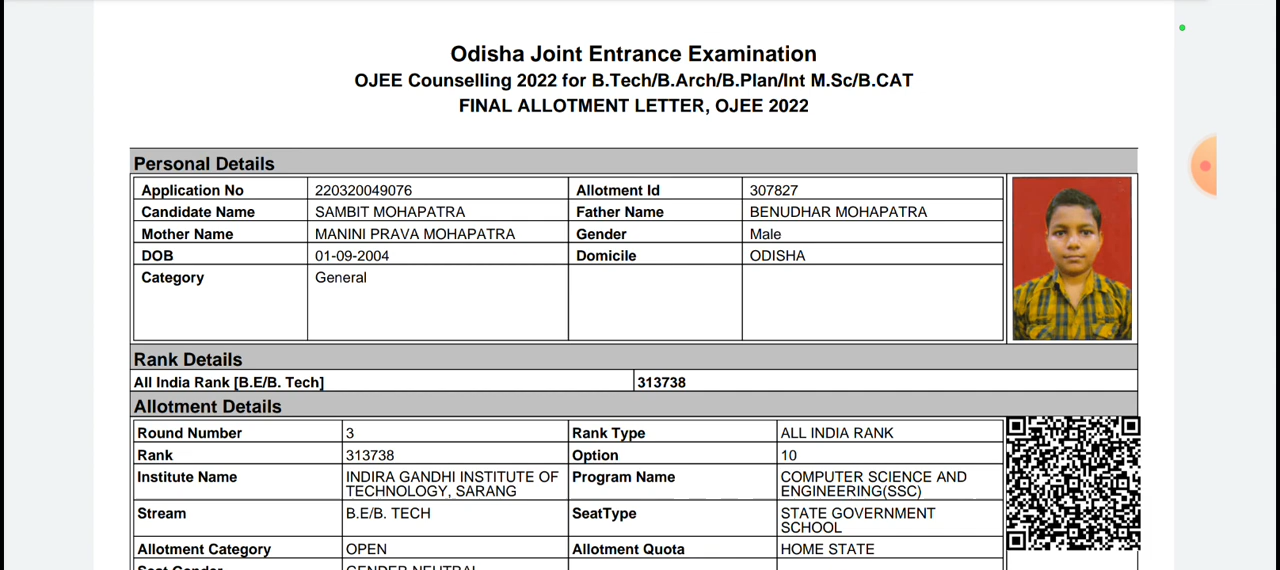 Odisha Joint Entrance Examination
OJEE Counselling 2022 for B.Tech/B.Arch/B.Plan/Int M.Sc/B.CAT
FINAL ALLOTMENT LETTER, OJEE 2022
Personal Details
Application No 220320049076 Allotment Id 307827
Candidate Name SAMBIT MOHAPATRA Father Name BENUDHAR MOHAPATRA
Mother Name MANINI PRAVA MOHAPATRA Gender Male
DOB 01-09-2004 Domicile ODISHA
Category General
Rank Details
All India Rank [B.E/B. Tech] 313738
Allotment Details
Round Number 3 Rank Type ALL INDIA RANK
Rank 313738 Option 10
Institute Name INDIRA GANDHI INSTITUTE OF Program Name COMPUTER SCIENCE AND
TECHNOLOGY, SARANG ENGINEERING(SSC)
Stream B.E/B. TECH SeatType STATE GOVERNMENT
SCHOOL
Allotment Category OPEN Allotment Quota HOME STATE
Seat Gender GENDER NEUTRAL